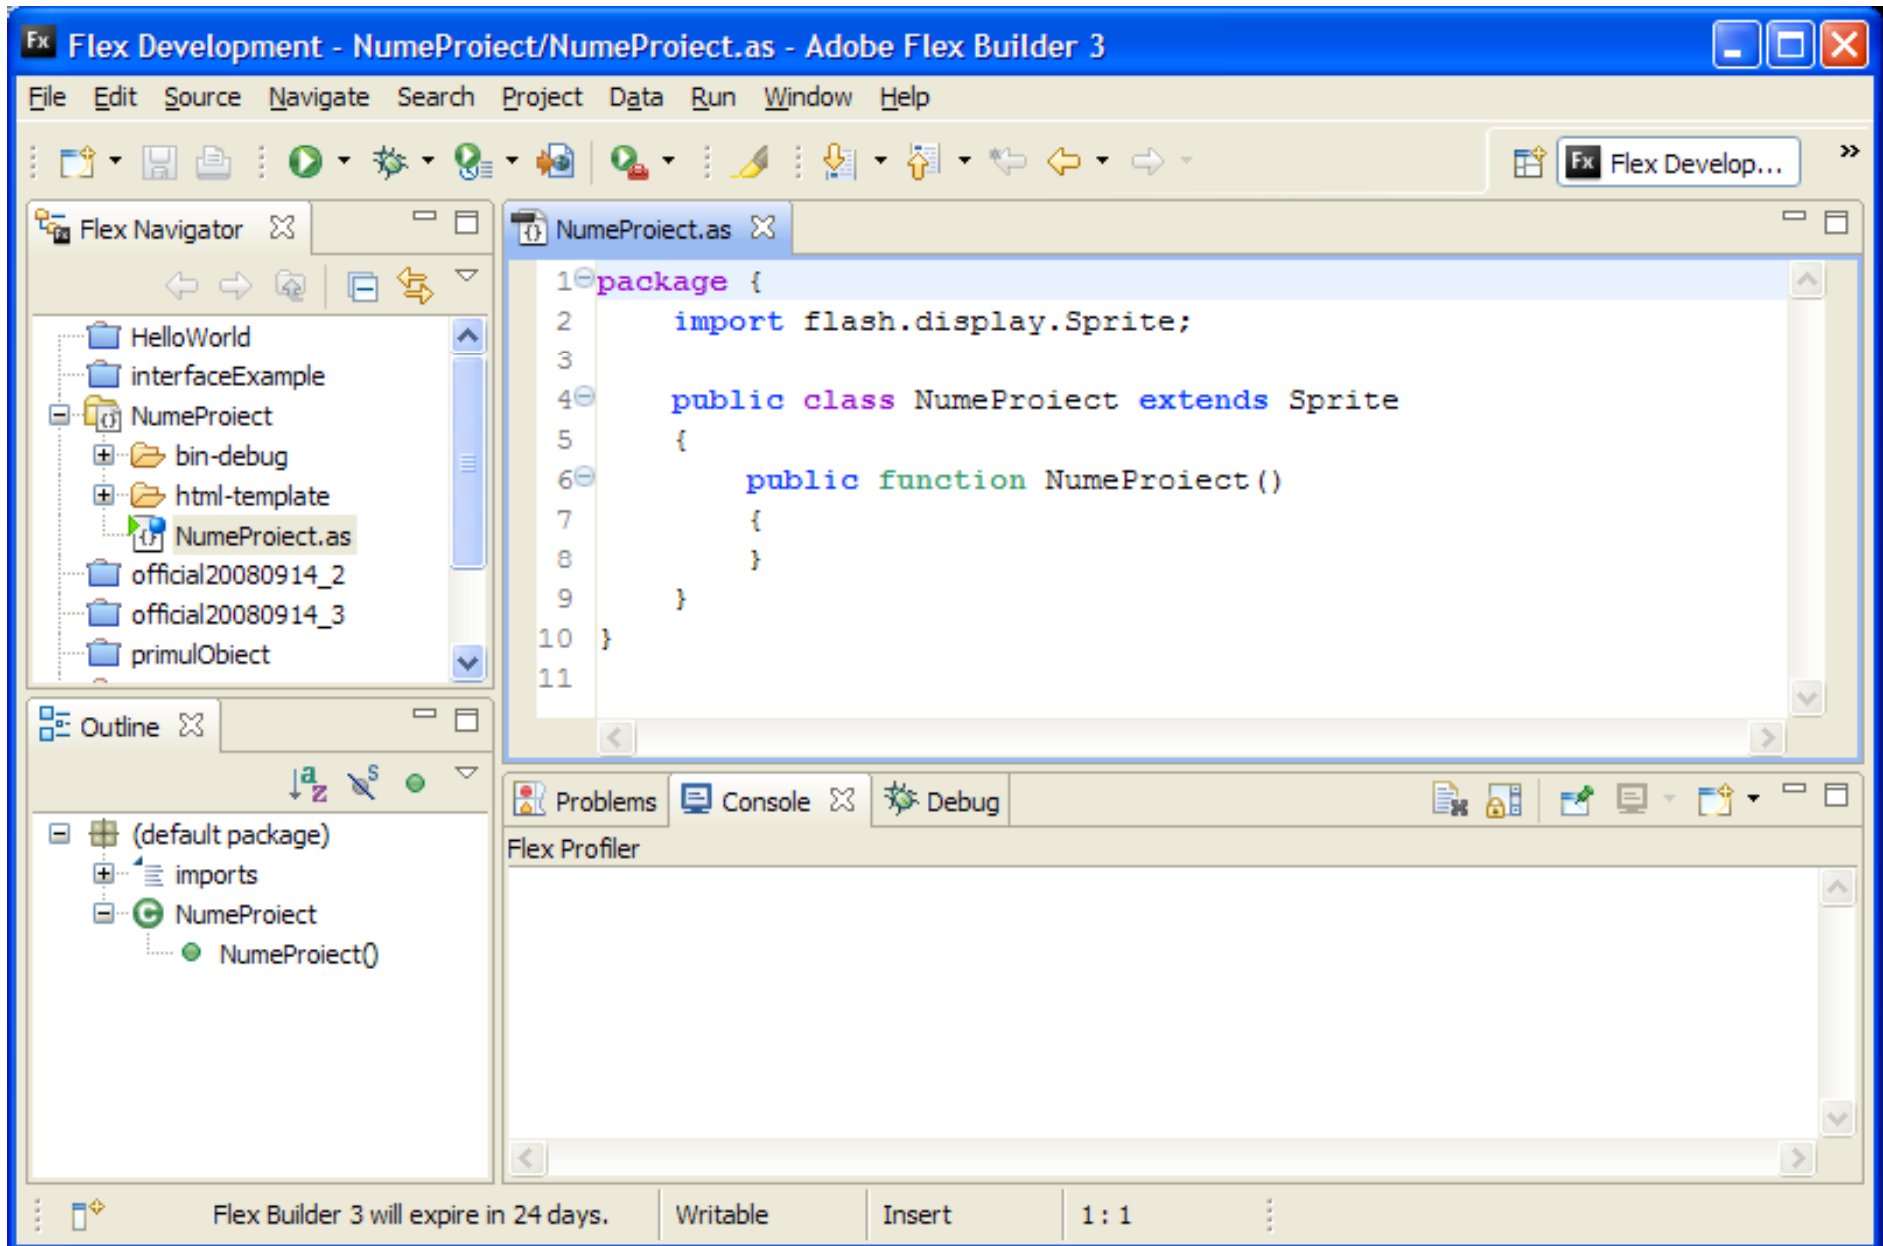 Fx Flex Development - NumeProiect/NumeProiect.as - Adobe Flex Builder 3
File Edit Source Navigate Search Project Data Run Window Help
Fx Flex Develop... »
Flex Navigator
HelloWorld
interfaceExample
NumeProiect
bin-debug
html-template
NumeProiect.as
official20080914_2
official20080914_3
primulObiect
NumeProiect.as
1 package {
2 import flash.display.Sprite;
3
4 public class NumeProiect extends Sprite
5 {
6 public function NumeProiect()
7 {
8 }
9 }
10 }
11
Outline
(default package)
imports
NumeProiect
NumeProiect()
Problems Console Debug
Flex Profiler
Flex Builder 3 will expire in 24 days. Writable Insert 1 : 1